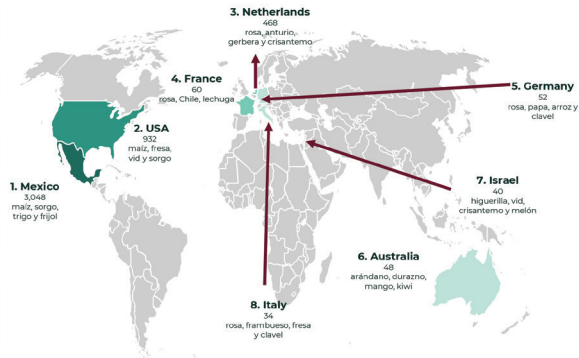 3. Netherlands
468
rosa, anturio,
gerbera y crisantemo
4. France
60
rosa, Chile, lechuga
5. Germany
52
rosa, papa, arroz y
clavel
2. USA
932
maíz, fresa,
vid y sorgo
1. Mexico
3,048
maíz, sorgo,
trigo y frijol
7. Israel
40
higuerilla, vid,
crisantemo y melón
6. Australia
48
arándano, durazno,
mango, kiwi
8. Italy
34
rosa, frambueso, fresa
y clavel